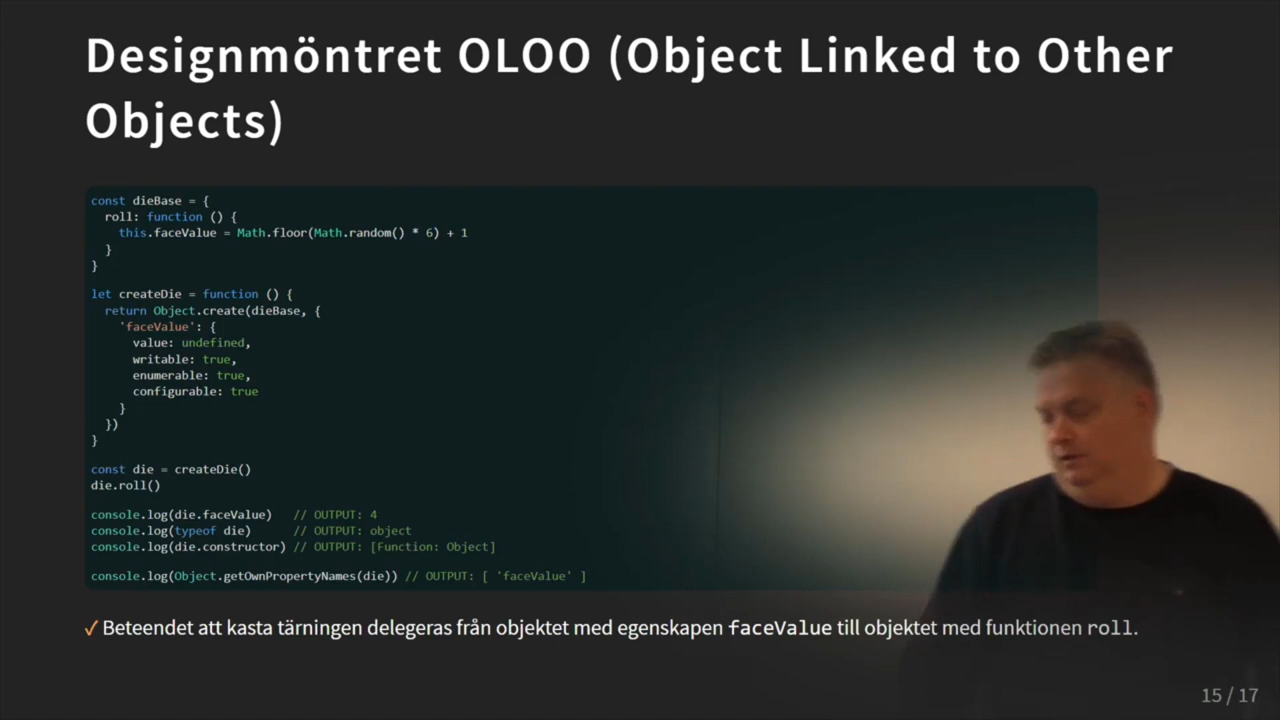 Designmöntret OLOO (Object Linked to Other
Objects)
const dieBase = {
  roll: function () {
    this.faceValue = Math.floor(Math.random() * 6) + 1
  }
}
let createDie = function () {
  return Object.create(dieBase, {
    'faceValue': {
      value: undefined,
      writable: true,
      enumerable: true,
      configurable: true
    }
  })
}
const die = createDie()
die.roll()
console.log(die.faceValue)   // OUTPUT: 4
console.log(typeof die)      // OUTPUT: object
console.log(die.constructor) // OUTPUT: [Function: Object]
console.log(Object.getOwnPropertyNames(die)) // OUTPUT: [ 'faceValue' ]
✓ Beteendet att kasta tärningen delegeras från objektet med egenskapen faceValue till objektet med funktionen roll.
15 / 17